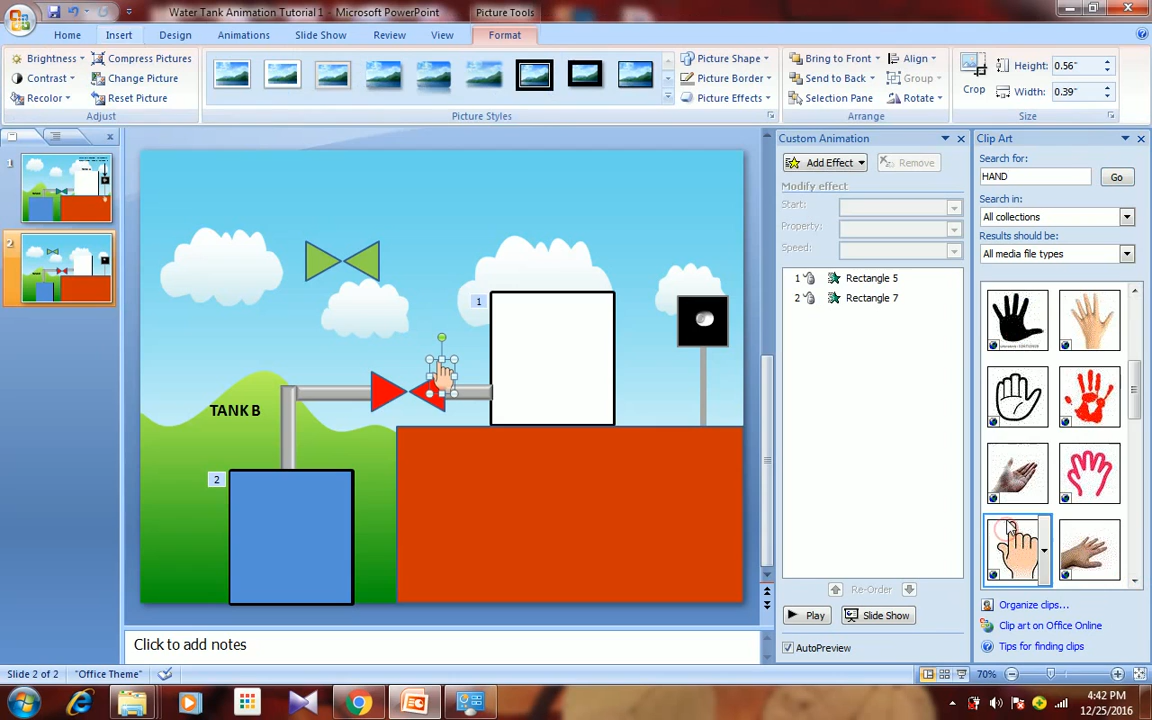 Water Tank Animation Tutorial 1 - Microsoft PowerPoint
Picture Tools
Home
Insert
Design
Animations
Slide Show
Review
View
Format
Brightness
Compress Pictures
Contrast
Change Picture
Recolor
Reset Picture
Adjust
Picture Styles
Picture Shape
Picture Border
Picture Effects
Bring to Front
Send to Back
Selection Pane
Align
Group
Rotate
Arrange
Crop
Height: 0.56"
Width: 0.39"
Size
1
2
TANK B
1
2
Custom Animation
Add Effect
Remove
Modify effect
Start:
Property:
Speed:
1 Rectangle 5
2 Rectangle 7
Re-Order
Play
Slide Show
AutoPreview
Clip Art
Search for:
HAND
Go
Search in:
All collections
Results should be:
All media file types
Organize clips...
Clip art on Office Online
Tips for finding clips
Click to add notes
Slide 2 of 2
"Office Theme"
70%
4:42 PM
12/25/2016